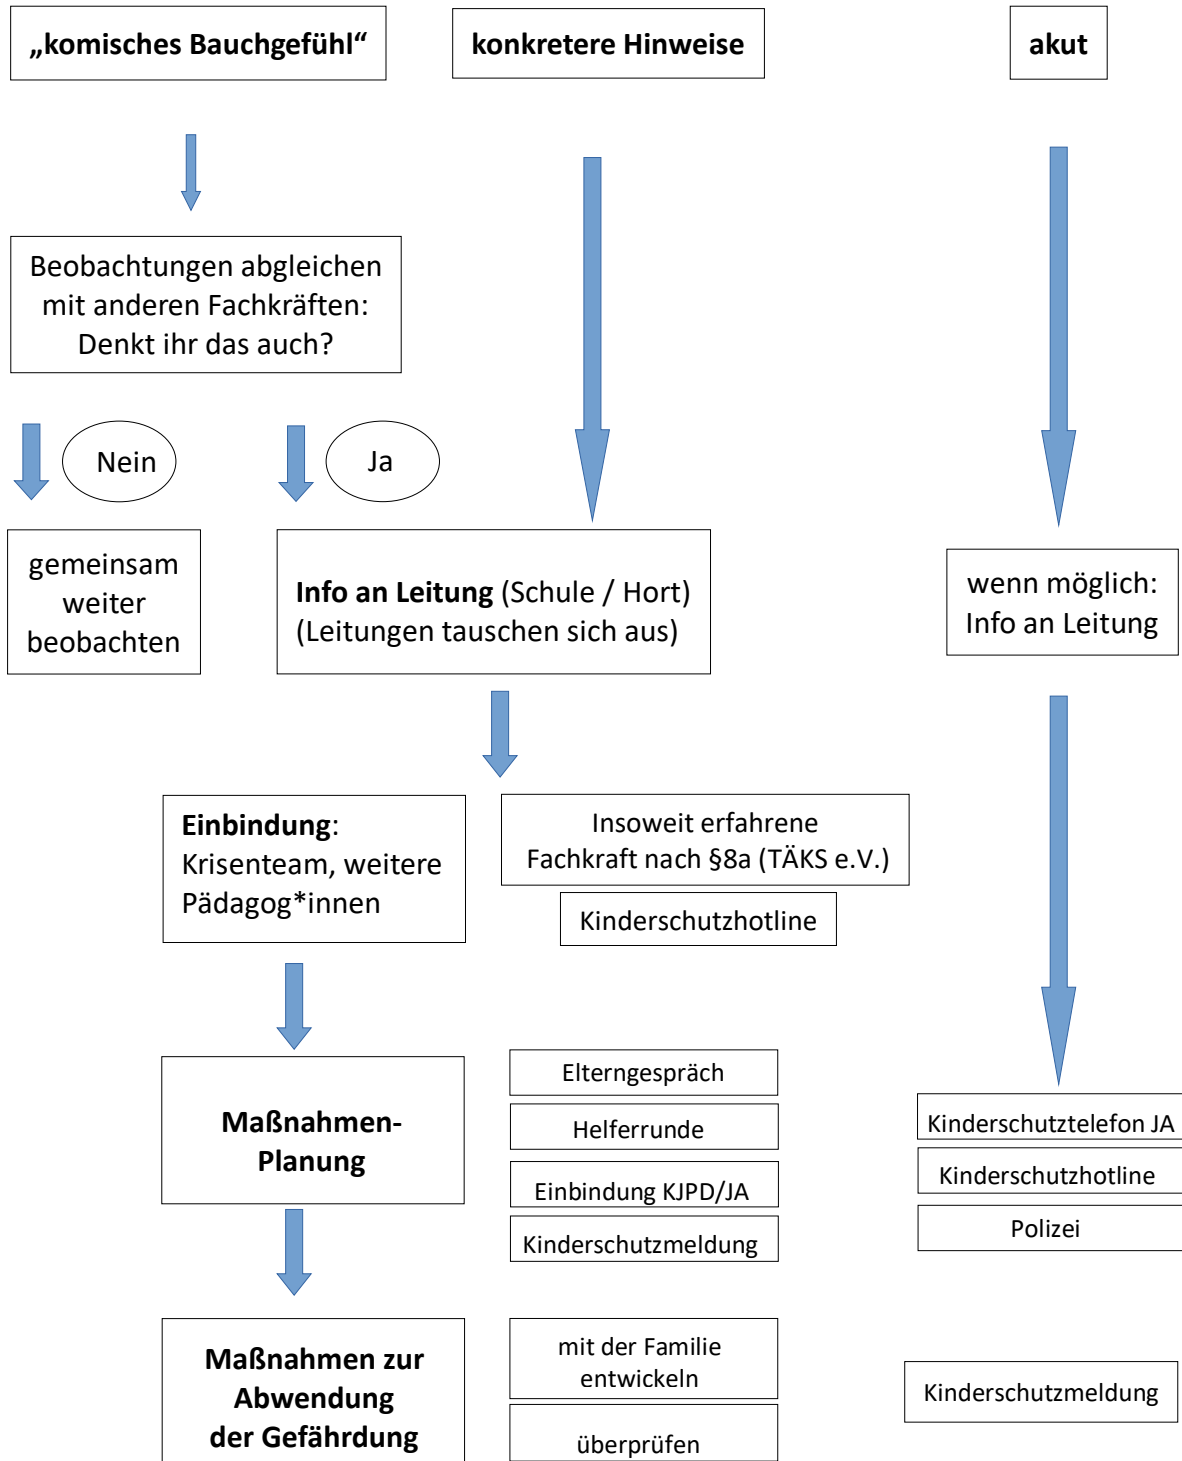 „komisches Bauchgefühl“
konkretere Hinweise
akut
Beobachtungen abgleichen
mit anderen Fachkräften:
Denkt ihr das auch?
Nein
Ja
gemeinsam
weiter
beobachten
Info an Leitung (Schule / Hort)
(Leitungen tauschen sich aus)
wenn möglich:
Info an Leitung
Einbindung:
Krisenteam, weitere
Pädagog*innen
Insoweit erfahrene
Fachkraft nach §8a (TÄKS e.V.)
Kinderschutzhotline
Maßnahmen-
Planung
Elterngespräch
Helferrunde
Einbindung KJPD/JA
Kinderschutzmeldung
Kinderschutztelefon JA
Kinderschutzhotline
Polizei
Maßnahmen zur
Abwendung
der Gefährdung
mit der Familie
entwickeln
überprüfen
Kinderschutzmeldung